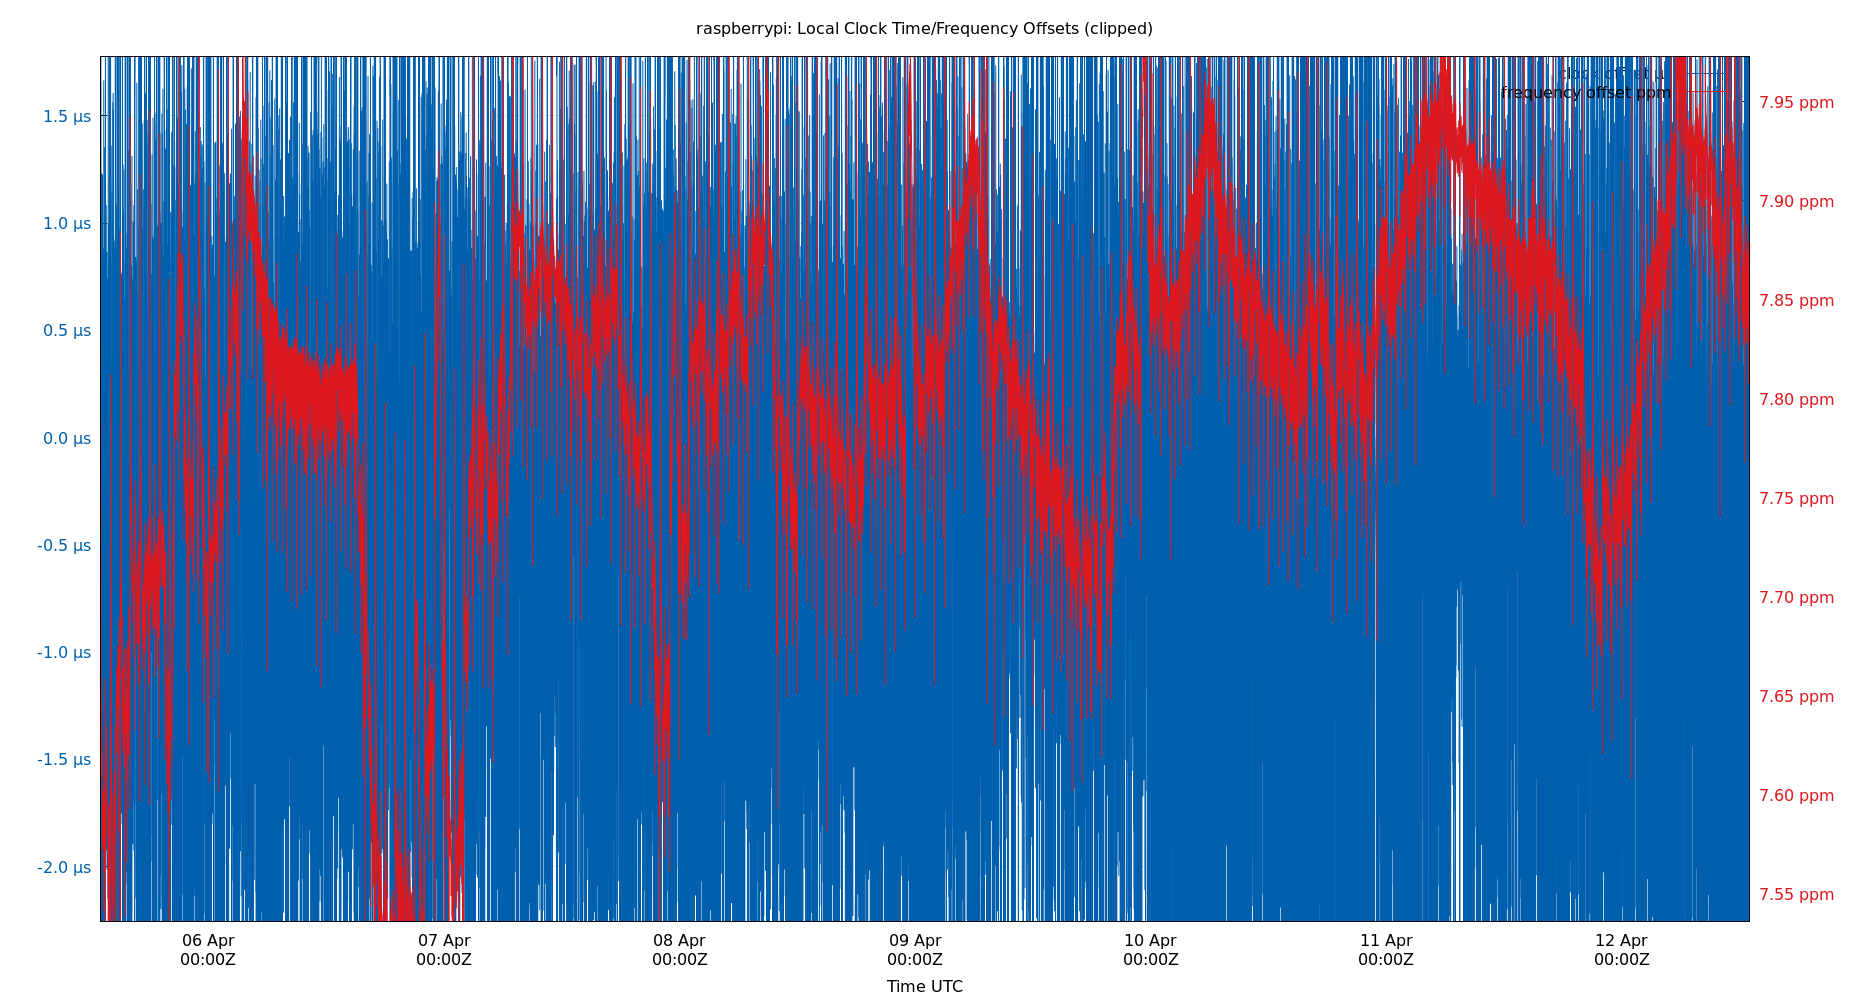 raspberrypi: Local Clock Time/Frequency Offsets (clipped)
clock offset µ
frequency offset ppm
1.5 µs
1.0 µs
0.5 µs
0.0 µs
-0.5 µs
-1.0 µs
-1.5 µs
-2.0 µs
7.95 ppm
7.90 ppm
7.85 ppm
7.80 ppm
7.75 ppm
7.70 ppm
7.65 ppm
7.60 ppm
7.55 ppm
06 Apr 07 Apr 08 Apr 09 Apr 10 Apr 11 Apr 12 Apr
00:00Z 00:00Z 00:00Z 00:00Z 00:00Z 00:00Z 00:00Z
Time UTC